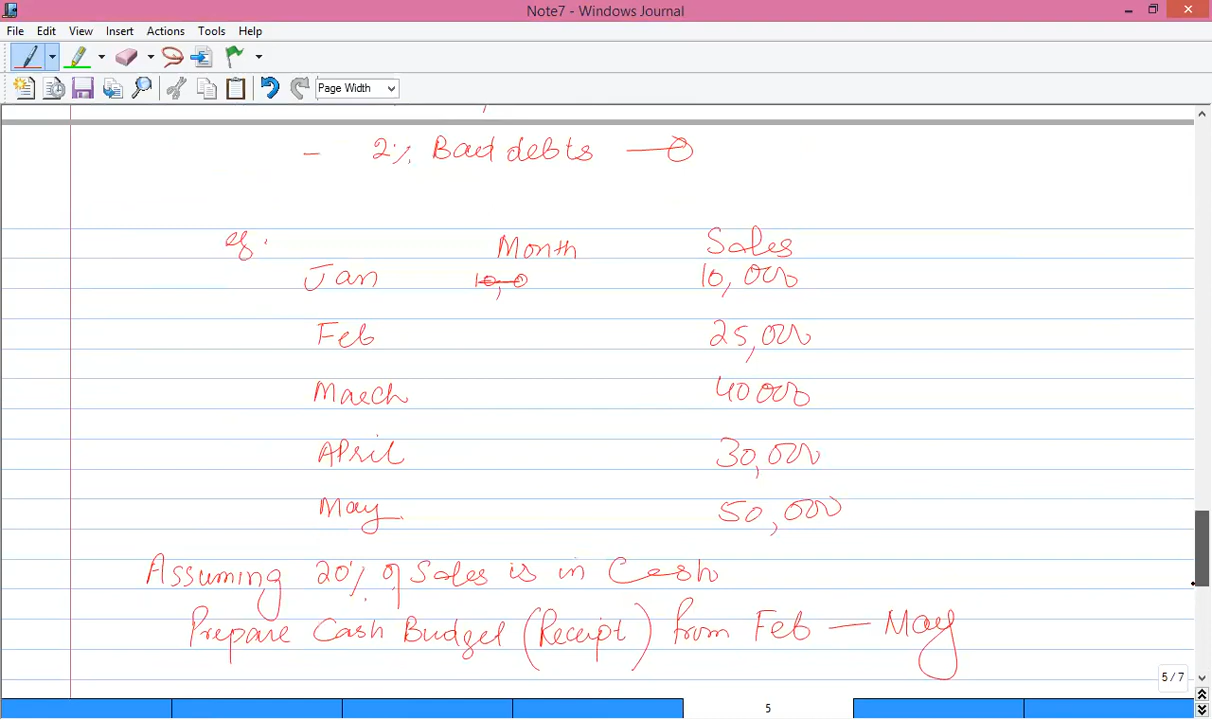 Note7 - Windows Journal
File Edit View Insert Actions Tools Help
Page Width
- 2% Bad debts — 0
eg. Month Sales
Jan 10,000
Feb 25,000
March 40000
April 30,000
May 50,000
Assuming 20% of Sales is in Cash
Prepare Cash Budget (Receipt) from Feb — May
5 / 7
5